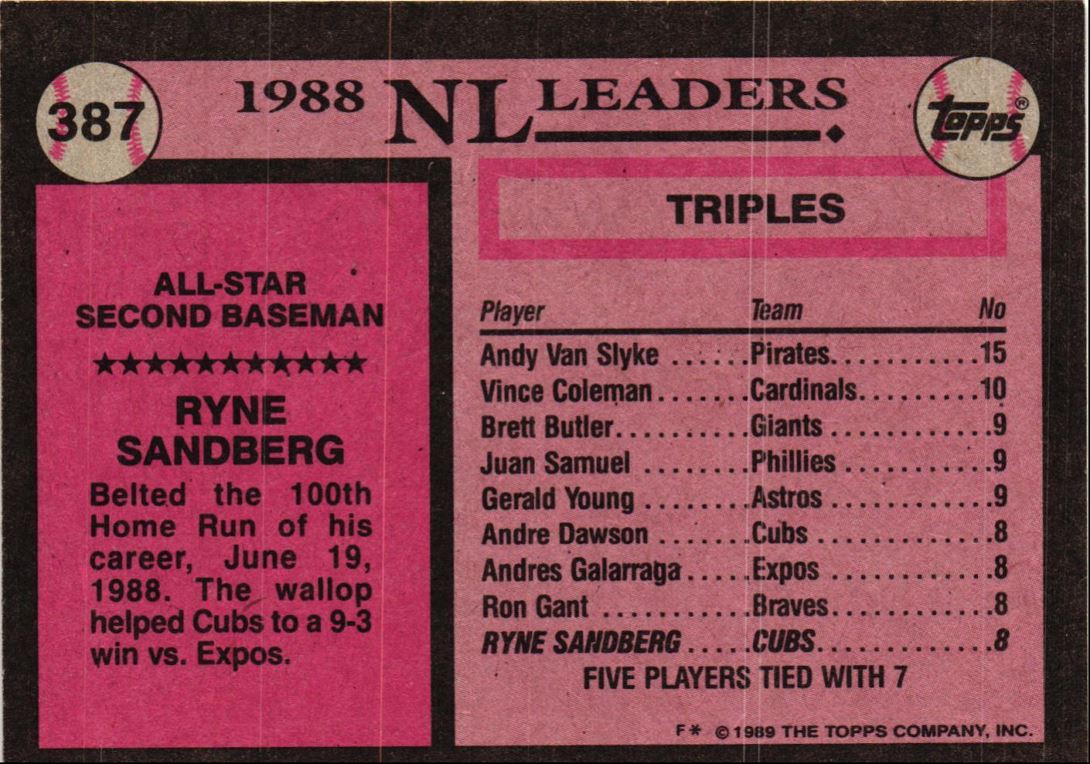 387
1988 NL LEADERS
Topps®
ALL-STAR
SECOND BASEMAN
★★★★★★★★★★★★
RYNE
SANDBERG
Belted the 100th
Home Run of his
career, June 19,
1988. The wallop
helped Cubs to a 9-3
win vs. Expos.
TRIPLES
Player Team No
Andy Van Slyke ...... Pirates........... 15
Vince Coleman....... Cardinals......... 10
Brett Butler.......... Giants ............ 9
Juan Samuel ........ Phillies ........... 9
Gerald Young ....... Astros ............ 9
Andre Dawson ...... Cubs ............. 8
Andres Galarraga..... Expos ............ 8
Ron Gant ........... Braves............ 8
RYNE SANDBERG ..... CUBS............. 8
FIVE PLAYERS TIED WITH 7
F* ©1989 THE TOPPS COMPANY, INC.